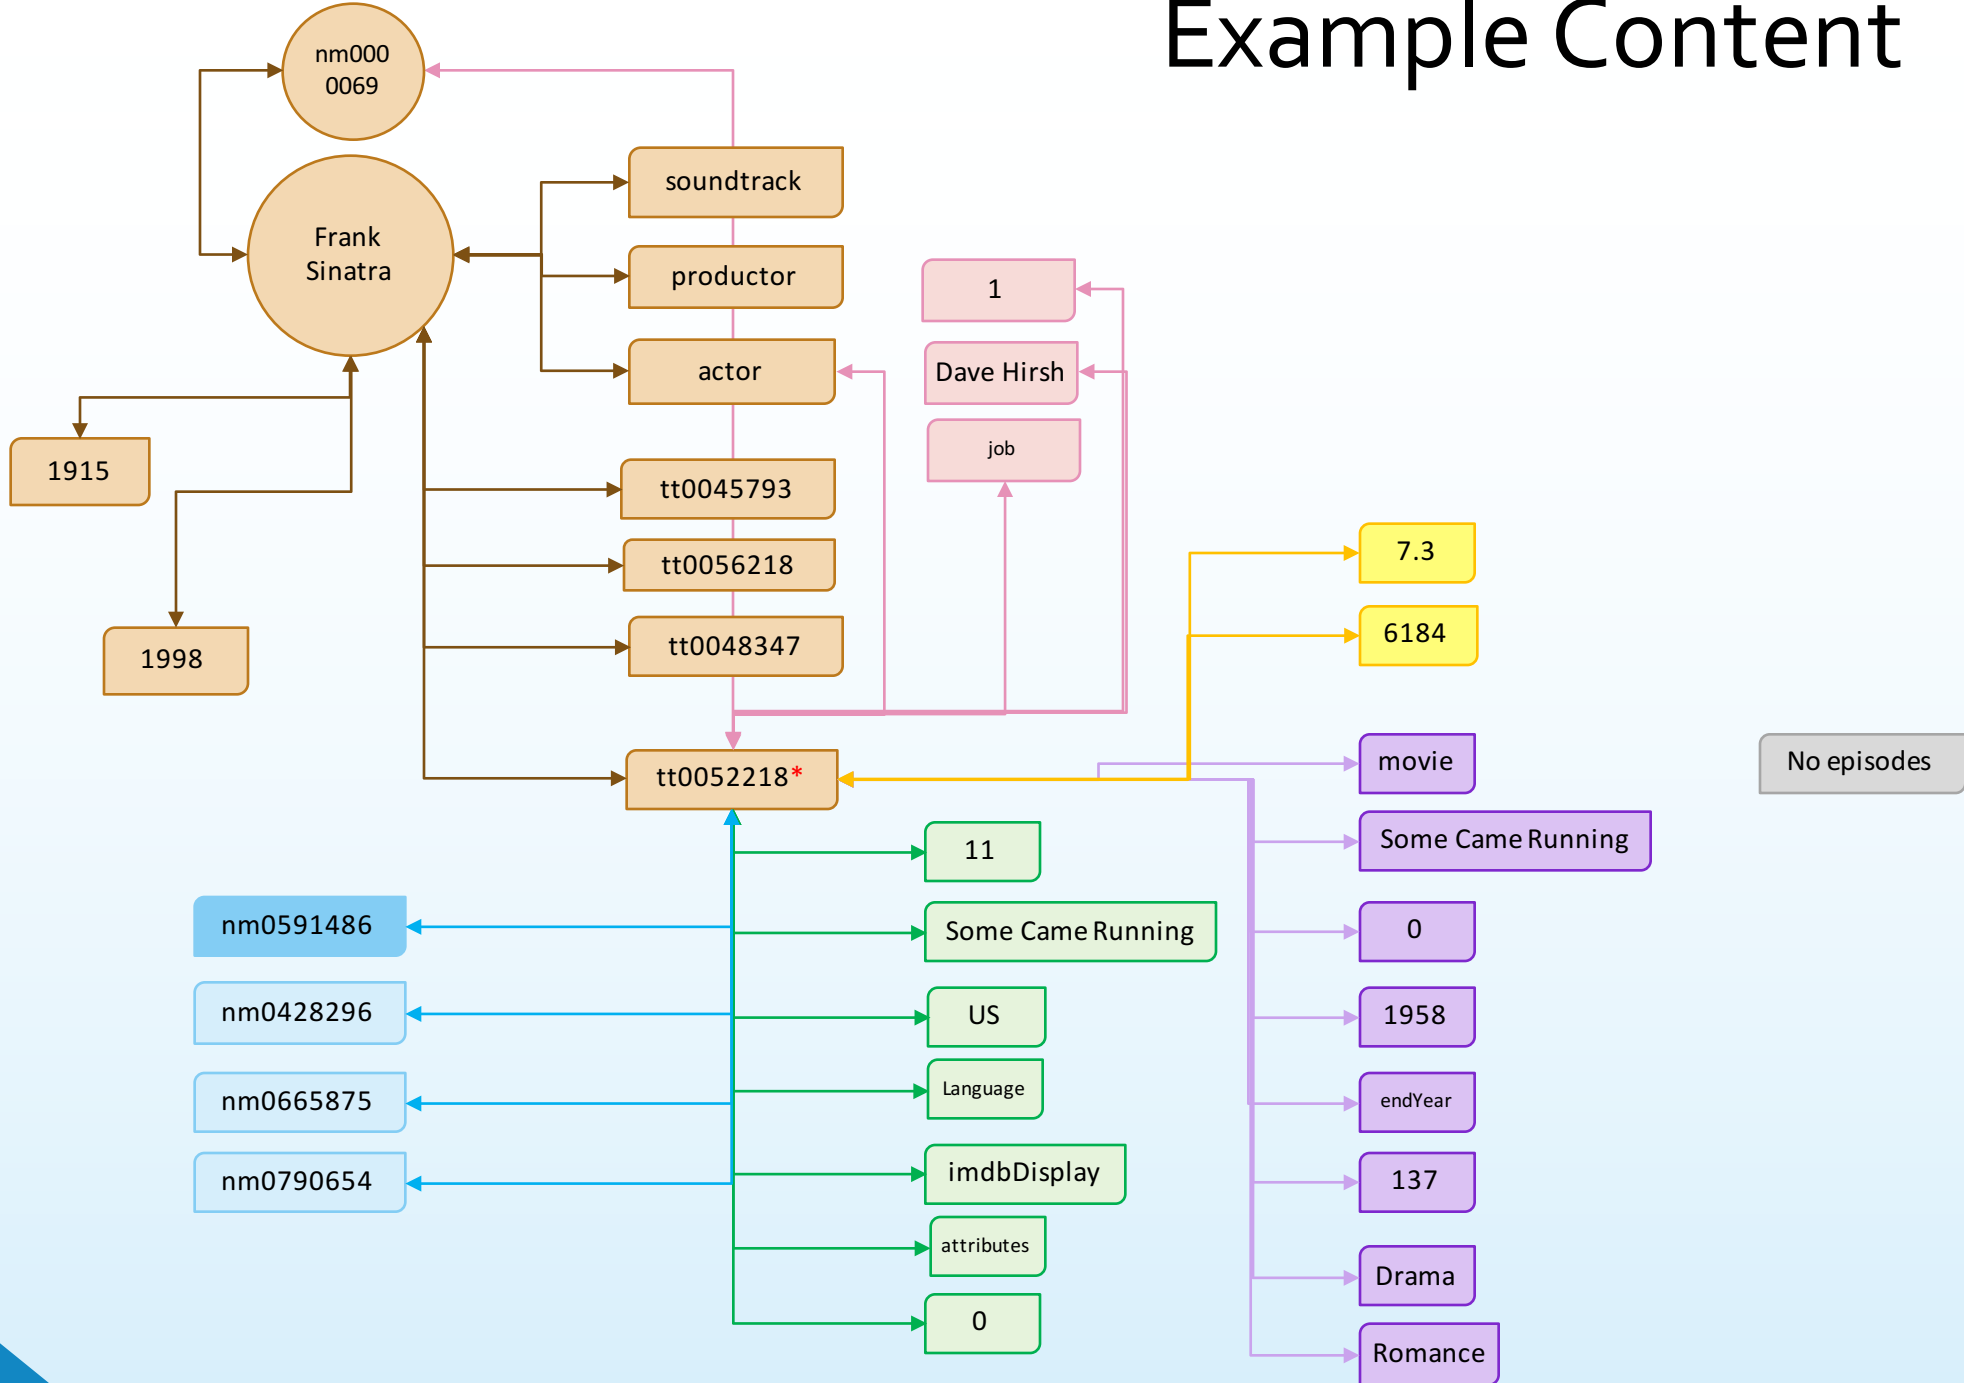 Example Content
nm000
0069
Frank
Sinatra
1915
1998
soundtrack
productor
actor
tt0045793
tt0056218
tt0048347
tt0052218*
1
Dave Hirsh
job
7.3
6184
movie
Some Came Running
0
1958
endYear
137
Drama
Romance
No episodes
11
Some Came Running
US
Language
imdbDisplay
attributes
0
nm0591486
nm0428296
nm0665875
nm0790654